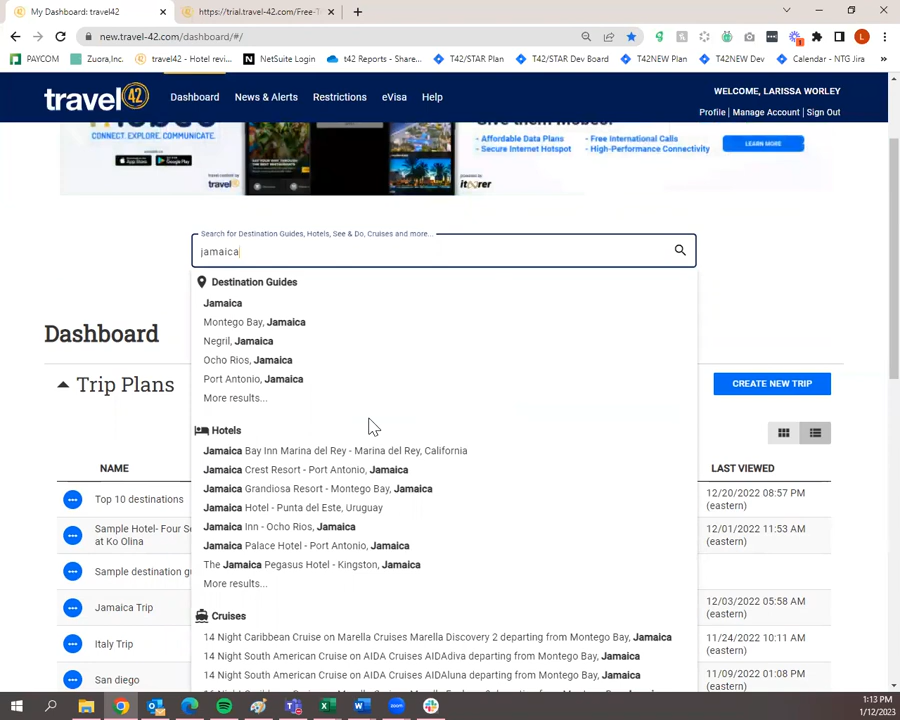 My Dashboard: travel42
https://trial.travel-42.com/Free-T
new.travel-42.com/dashboard/#/
PAYCOM
Zuora,Inc.
travel42 - Hotel revi...
NetSuite Login
t42 Reports - Share...
T42/STAR Plan
T42/STAR Dev Board
T42NEW Plan
T42NEW Dev
Calendar - NTG Jira
travel42
Dashboard
News & Alerts
Restrictions
eVisa
Help
WELCOME, LARISSA WORLEY
Profile | Manage Account | Sign Out
CONNECT. EXPLORE. COMMUNICATE.
- Affordable Data Plans
- Free International Calls
- Secure Internet Hotspot
- High-Performance Connectivity
LEARN MORE
Search for Destination Guides, Hotels, See & Do, Cruises and more...
jamaica
Destination Guides
Jamaica
Montego Bay, Jamaica
Negril, Jamaica
Ocho Rios, Jamaica
Port Antonio, Jamaica
More results...
Hotels
Jamaica Bay Inn Marina del Rey - Marina del Rey, California
Jamaica Crest Resort - Port Antonio, Jamaica
Jamaica Grandiosa Resort - Montego Bay, Jamaica
Jamaica Hotel - Punta del Este, Uruguay
Jamaica Inn - Ocho Rios, Jamaica
Jamaica Palace Hotel - Port Antonio, Jamaica
The Jamaica Pegasus Hotel - Kingston, Jamaica
More results...
Cruises
14 Night Caribbean Cruise on Marella Cruises Marella Discovery 2 departing from Montego Bay, Jamaica
14 Night South American Cruise on AIDA Cruises AIDAdiva departing from Montego Bay, Jamaica
14 Night South American Cruise on AIDA Cruises AIDAluna departing from Montego Bay, Jamaica
Dashboard
Trip Plans
CREATE NEW TRIP
NAME
LAST VIEWED
Top 10 destinations
12/20/2022 08:57 PM
(eastern)
Sample Hotel- Four Se
at Ko Olina
12/01/2022 11:53 AM
(eastern)
Sample destination gu
Jamaica Trip
12/03/2022 05:58 AM
(eastern)
Italy Trip
11/24/2022 10:11 AM
(eastern)
San diego
11/09/2022 01:08 PM
(eastern)
1:13 PM
1/12/2023